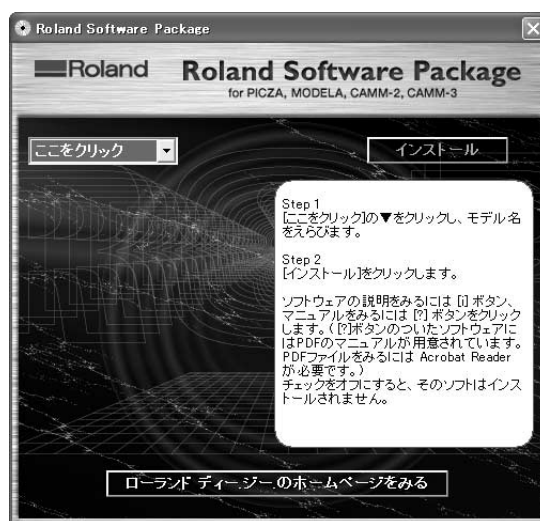 Roland Software Package
Roland
Roland Software Package
for PICZA, MODELA, CAMM-2, CAMM-3
ここをクリック
インストール
Step 1
[ここをクリック]の▼をクリックし、モデル名
をえらびます。
Step 2
[インストール]をクリックします。
ソフトウェアの説明をみるには [i] ボタン、
マニュアルをみるには [?] ボタンをクリック
します。( [?]ボタンのついたソフトウェアに
はPDFのマニュアルが用意されています。
PDFファイルをみるには Acrobat Reader
が必要です。)
チェックをオフにすると、そのソフトはインス
トールされません。
ローランド ディー.ジー.のホームページをみる